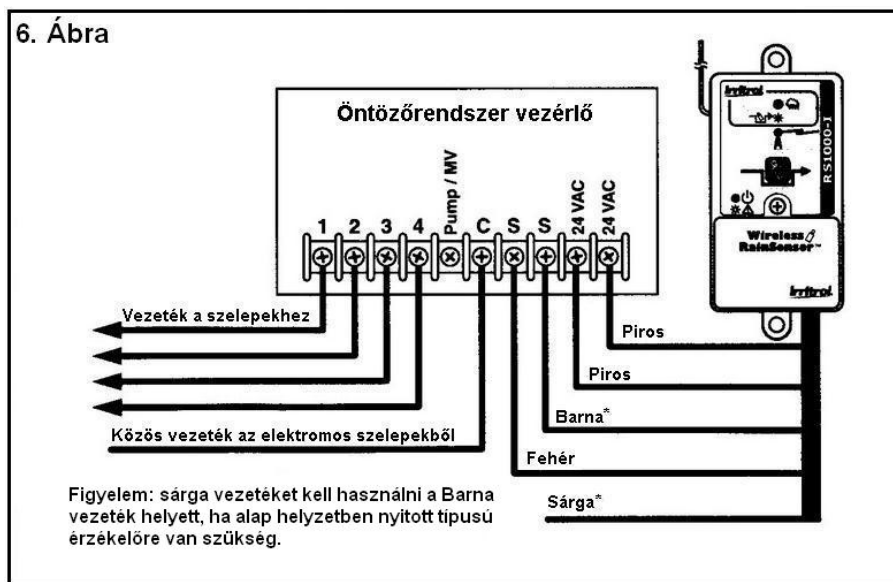 6. Ábra
Öntözőrendszer vezérlő
1 2 3 4 Pump / MV C S S 24 VAC 24 VAC
Irritrol
RS1000-I
Wireless
RainSensor™
Irritrol
Vezeték a szelepekhez
Piros
Piros
Barna*
Közös vezeték az elektromos szelepekből
Fehér
Sárga*
Figyelem: sárga vezetéket kell használni a Barna
vezeték helyett, ha alap helyzetben nyitott típusú
érzékelőre van szükség.